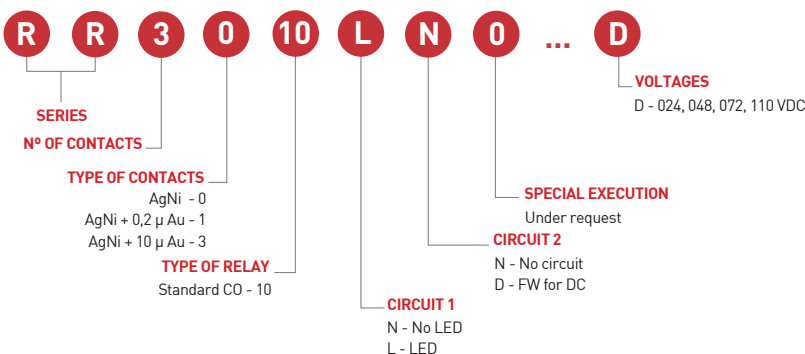 R R 3 0 10 L N 0 ... D
VOLTAGES
D - 024, 048, 072, 110 VDC
SERIES
Nº OF CONTACTS
TYPE OF CONTACTS
AgNi - 0
AgNi + 0,2 µ Au - 1
AgNi + 10 µ Au - 3
SPECIAL EXECUTION
Under request
CIRCUIT 2
N - No circuit
D - FW for DC
TYPE OF RELAY
Standard CO - 10
CIRCUIT 1
N - No LED
L - LED